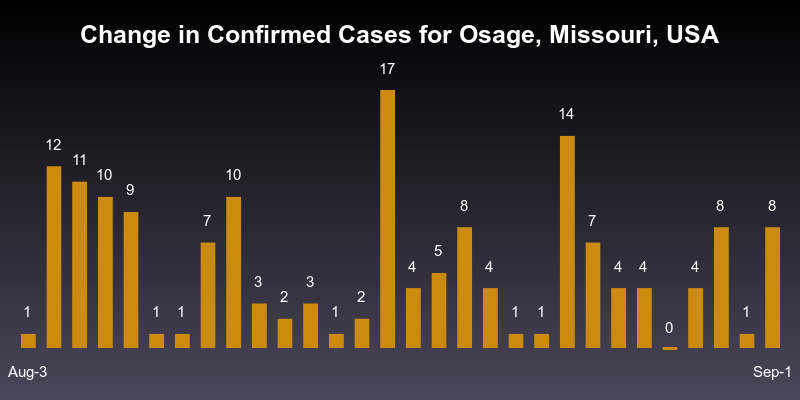 Change in Confirmed Cases for Osage, Missouri, USA
1 12 11 10 9 1 1 7 10 3 2 3 1 2 17 4 5 8 4 1 1 14 7 4 4 0 4 8 1 8
Aug-3 Sep-1